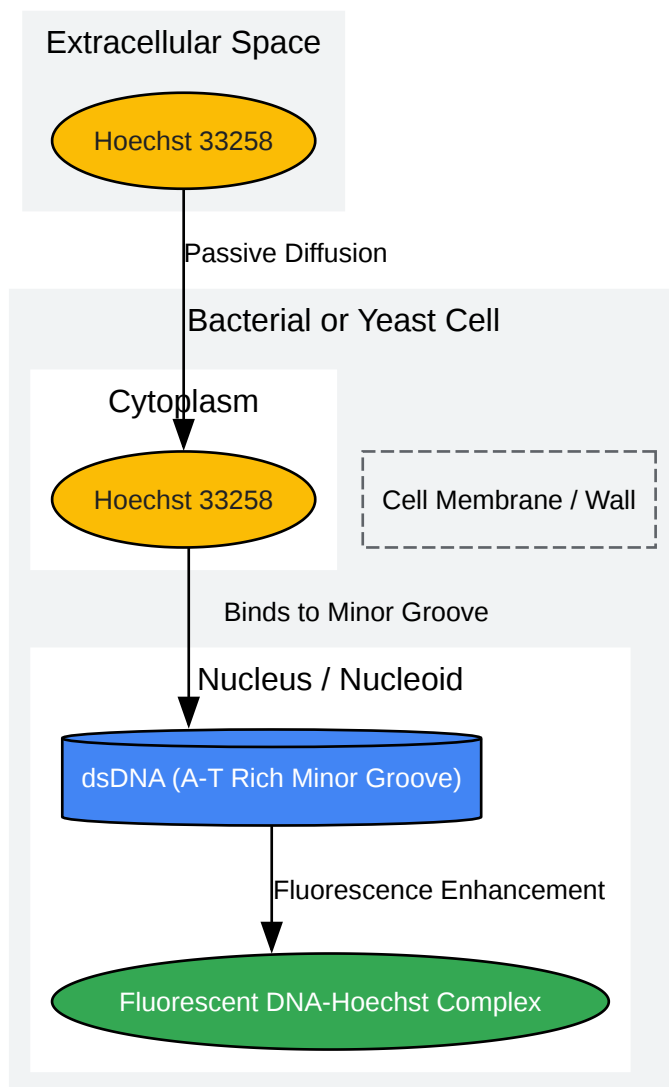 Extracellular Space
Hoechst 33258
Passive Diffusion
Bacterial or Yeast Cell
Cytoplasm
Hoechst 33258
Cell Membrane / Wall
Binds to Minor Groove
Nucleus / Nucleoid
dsDNA (A-T Rich Minor Groove)
Fluorescence Enhancement
Fluorescent DNA-Hoechst Complex